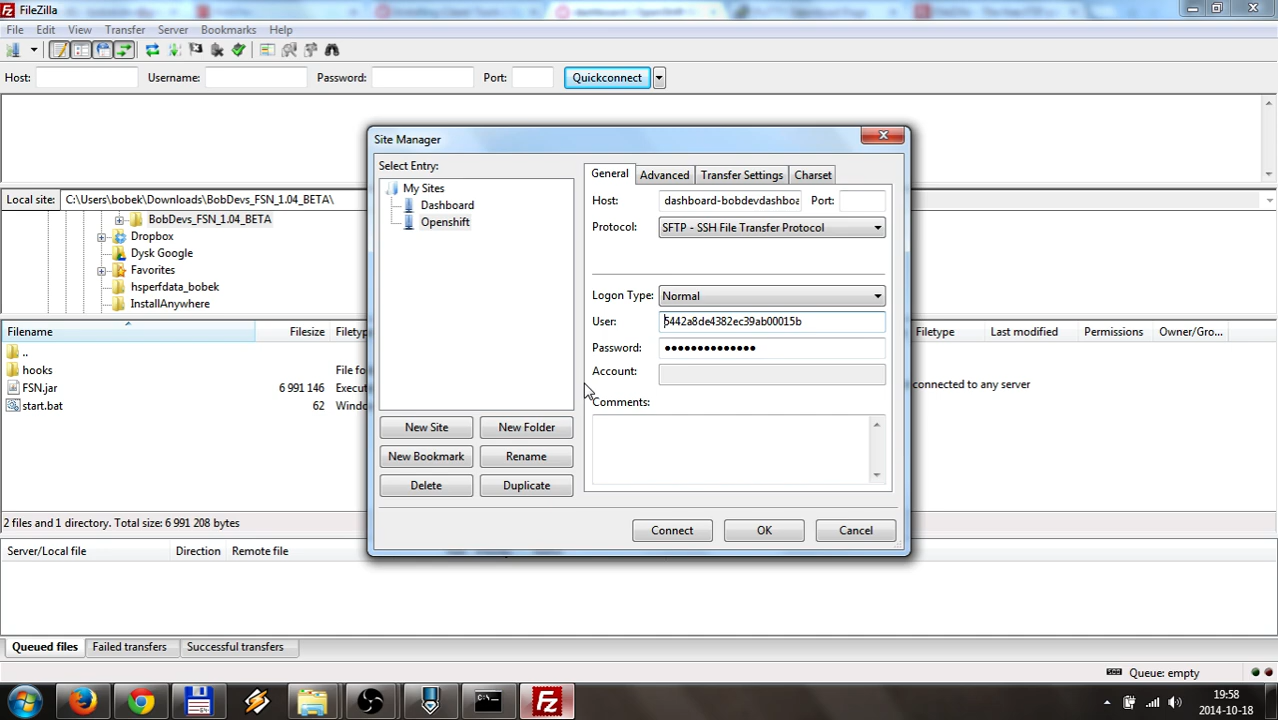 FileZilla
File Edit View Transfer Server Bookmarks Help
Host: Username: Password: Port: Quickconnect
Site Manager
Select Entry:
My Sites
Dashboard
Openshift
New Site New Folder
New Bookmark Rename
Delete Duplicate
General Advanced Transfer Settings Charset
Host: dashboard-bobdevdashboa Port:
Protocol: SFTP - SSH File Transfer Protocol
Logon Type: Normal
User: 5442a8de4382ec39ab00015b
Password: ••••••••••••••
Account:
Comments:
Connect OK Cancel
Local site: C:\Users\bobek\Downloads\BobDevs_FSN_1.04_BETA\
BobDevs_FSN_1.04_BETA
Dropbox
Dysk Google
Favorites
hsperfdata_bobek
InstallAnywhere
Filename Filesize Filety
..
hooks File fo
FSN.jar 6 991 146 Execut
start.bat 62 Windo
2 files and 1 directory. Total size: 6 991 208 bytes
Filetype Last modified Permissions Owner/Gro...
connected to any server
Server/Local file Direction Remote file
Queued files Failed transfers Successful transfers
Queue: empty
19:58
2014-10-18